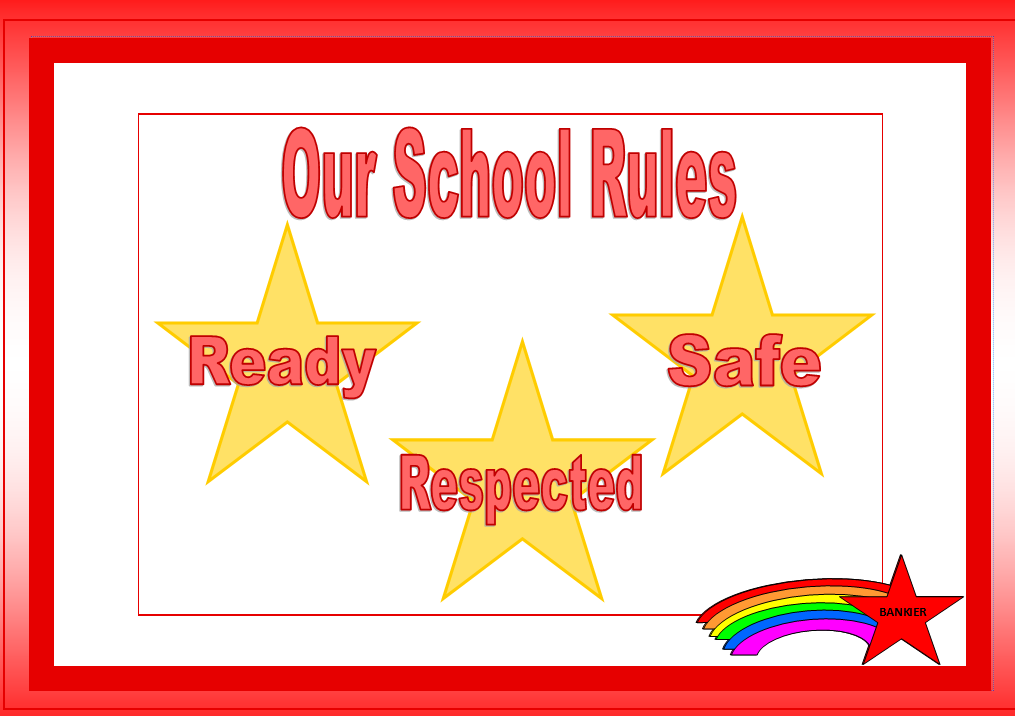 Our School Rules
Ready
Safe
Respected
BANKIER